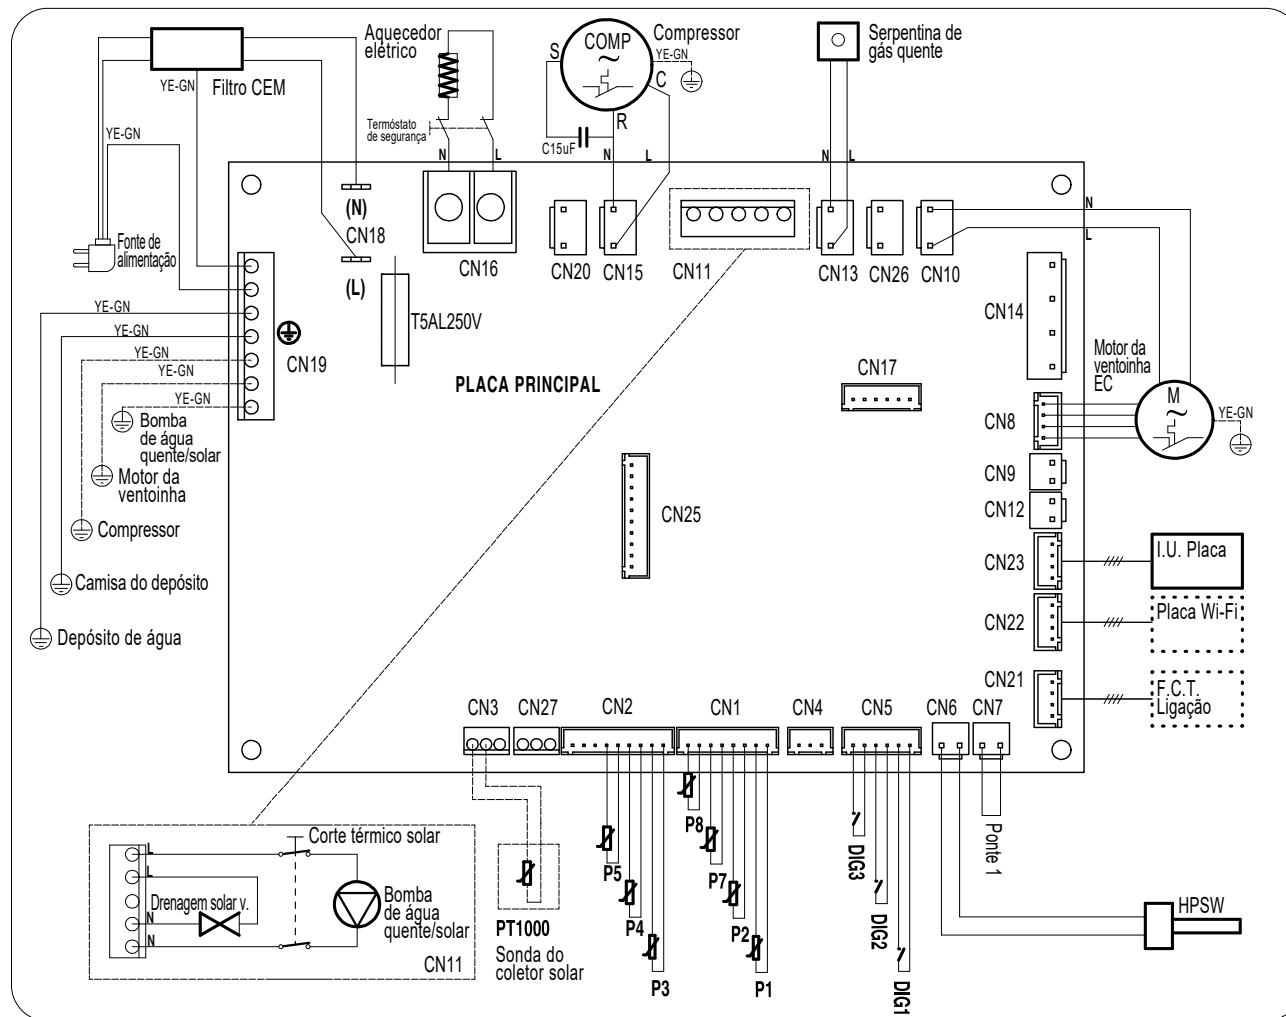 Filtro CEM
YE-GN
YE-GN
Fonte de
alimentação
Aquecedor
elétrico
Termóstato
de segurança
N
L
COMP
~
S
R
C
YE-GN
Compressor
C15uF
N
L
Serpentina de
gás quente
N
L
N
L
(N)
CN18
(L)
CN16
CN20
CN15
CN11
CN13
CN26
CN10
T5AL250V
CN19
YE-GN
YE-GN
YE-GN
YE-GN
YE-GN
Bomba
de água
quente/solar
Motor da
ventoinha
Compressor
Camisa do depósito
Depósito de água
PLACA PRINCIPAL
CN17
CN25
CN14
Motor da
ventoinha
EC
M
~
YE-GN
CN8
CN9
CN12
CN23
I.U. Placa
CN22
Placa Wi-Fi
CN21
F.C.T.
Ligação
CN3
CN27
CN2
CN1
CN4
CN5
CN6
CN7
P8
P7
P2
P1
P5
P4
P3
DIG3
DIG2
DIG1
Ponte 1
HPSW
PT1000
Sonda do
coletor solar
Corte térmico solar
L
L
Drenagem solar v.
N
N
Bomba
de água
quente/solar
CN11